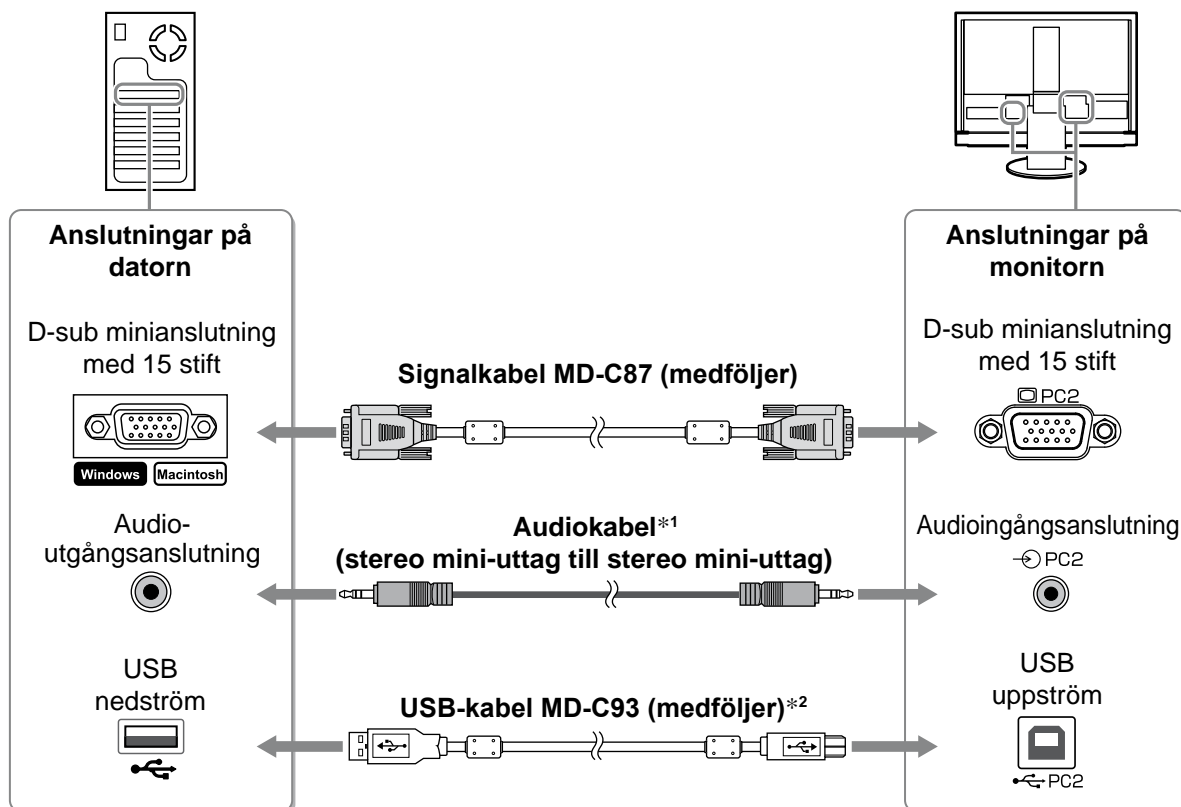 Anslutningar på
datorn
D-sub minianslutning
med 15 stift
Windows Macintosh
Audio-
utgångsanslutning
USB
nedström
Signalkabel MD-C87 (medföljer)
Audiokabel*1
(stereo mini-uttag till stereo mini-uttag)
USB-kabel MD-C93 (medföljer)*2
Anslutningar på
monitorn
D-sub minianslutning
med 15 stift
PC2
Audioingångsanslutning
PC2
USB
uppström
PC2